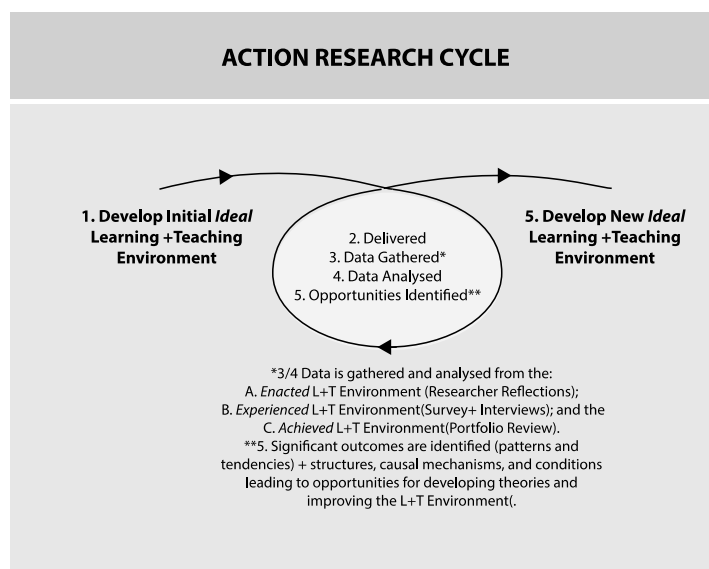 ACTION RESEARCH CYCLE
1. Develop Initial Ideal
Learning +Teaching
Environment
2. Delivered
3. Data Gathered*
4. Data Analysed
5. Opportunities Identified**
5. Develop New Ideal
Learning +Teaching
Environment
*3/4 Data is gathered and analysed from the:
A. Enacted L+T Environment (Researcher Reflections);
B. Experienced L+T Environment(Survey+ Interviews); and the
C. Achieved L+T Environment(Portfolio Review).
**5. Significant outcomes are identified (patterns and
tendencies) + structures, causal mechanisms, and conditions
leading to opportunities for developing theories and
improving the L+T Environment(.